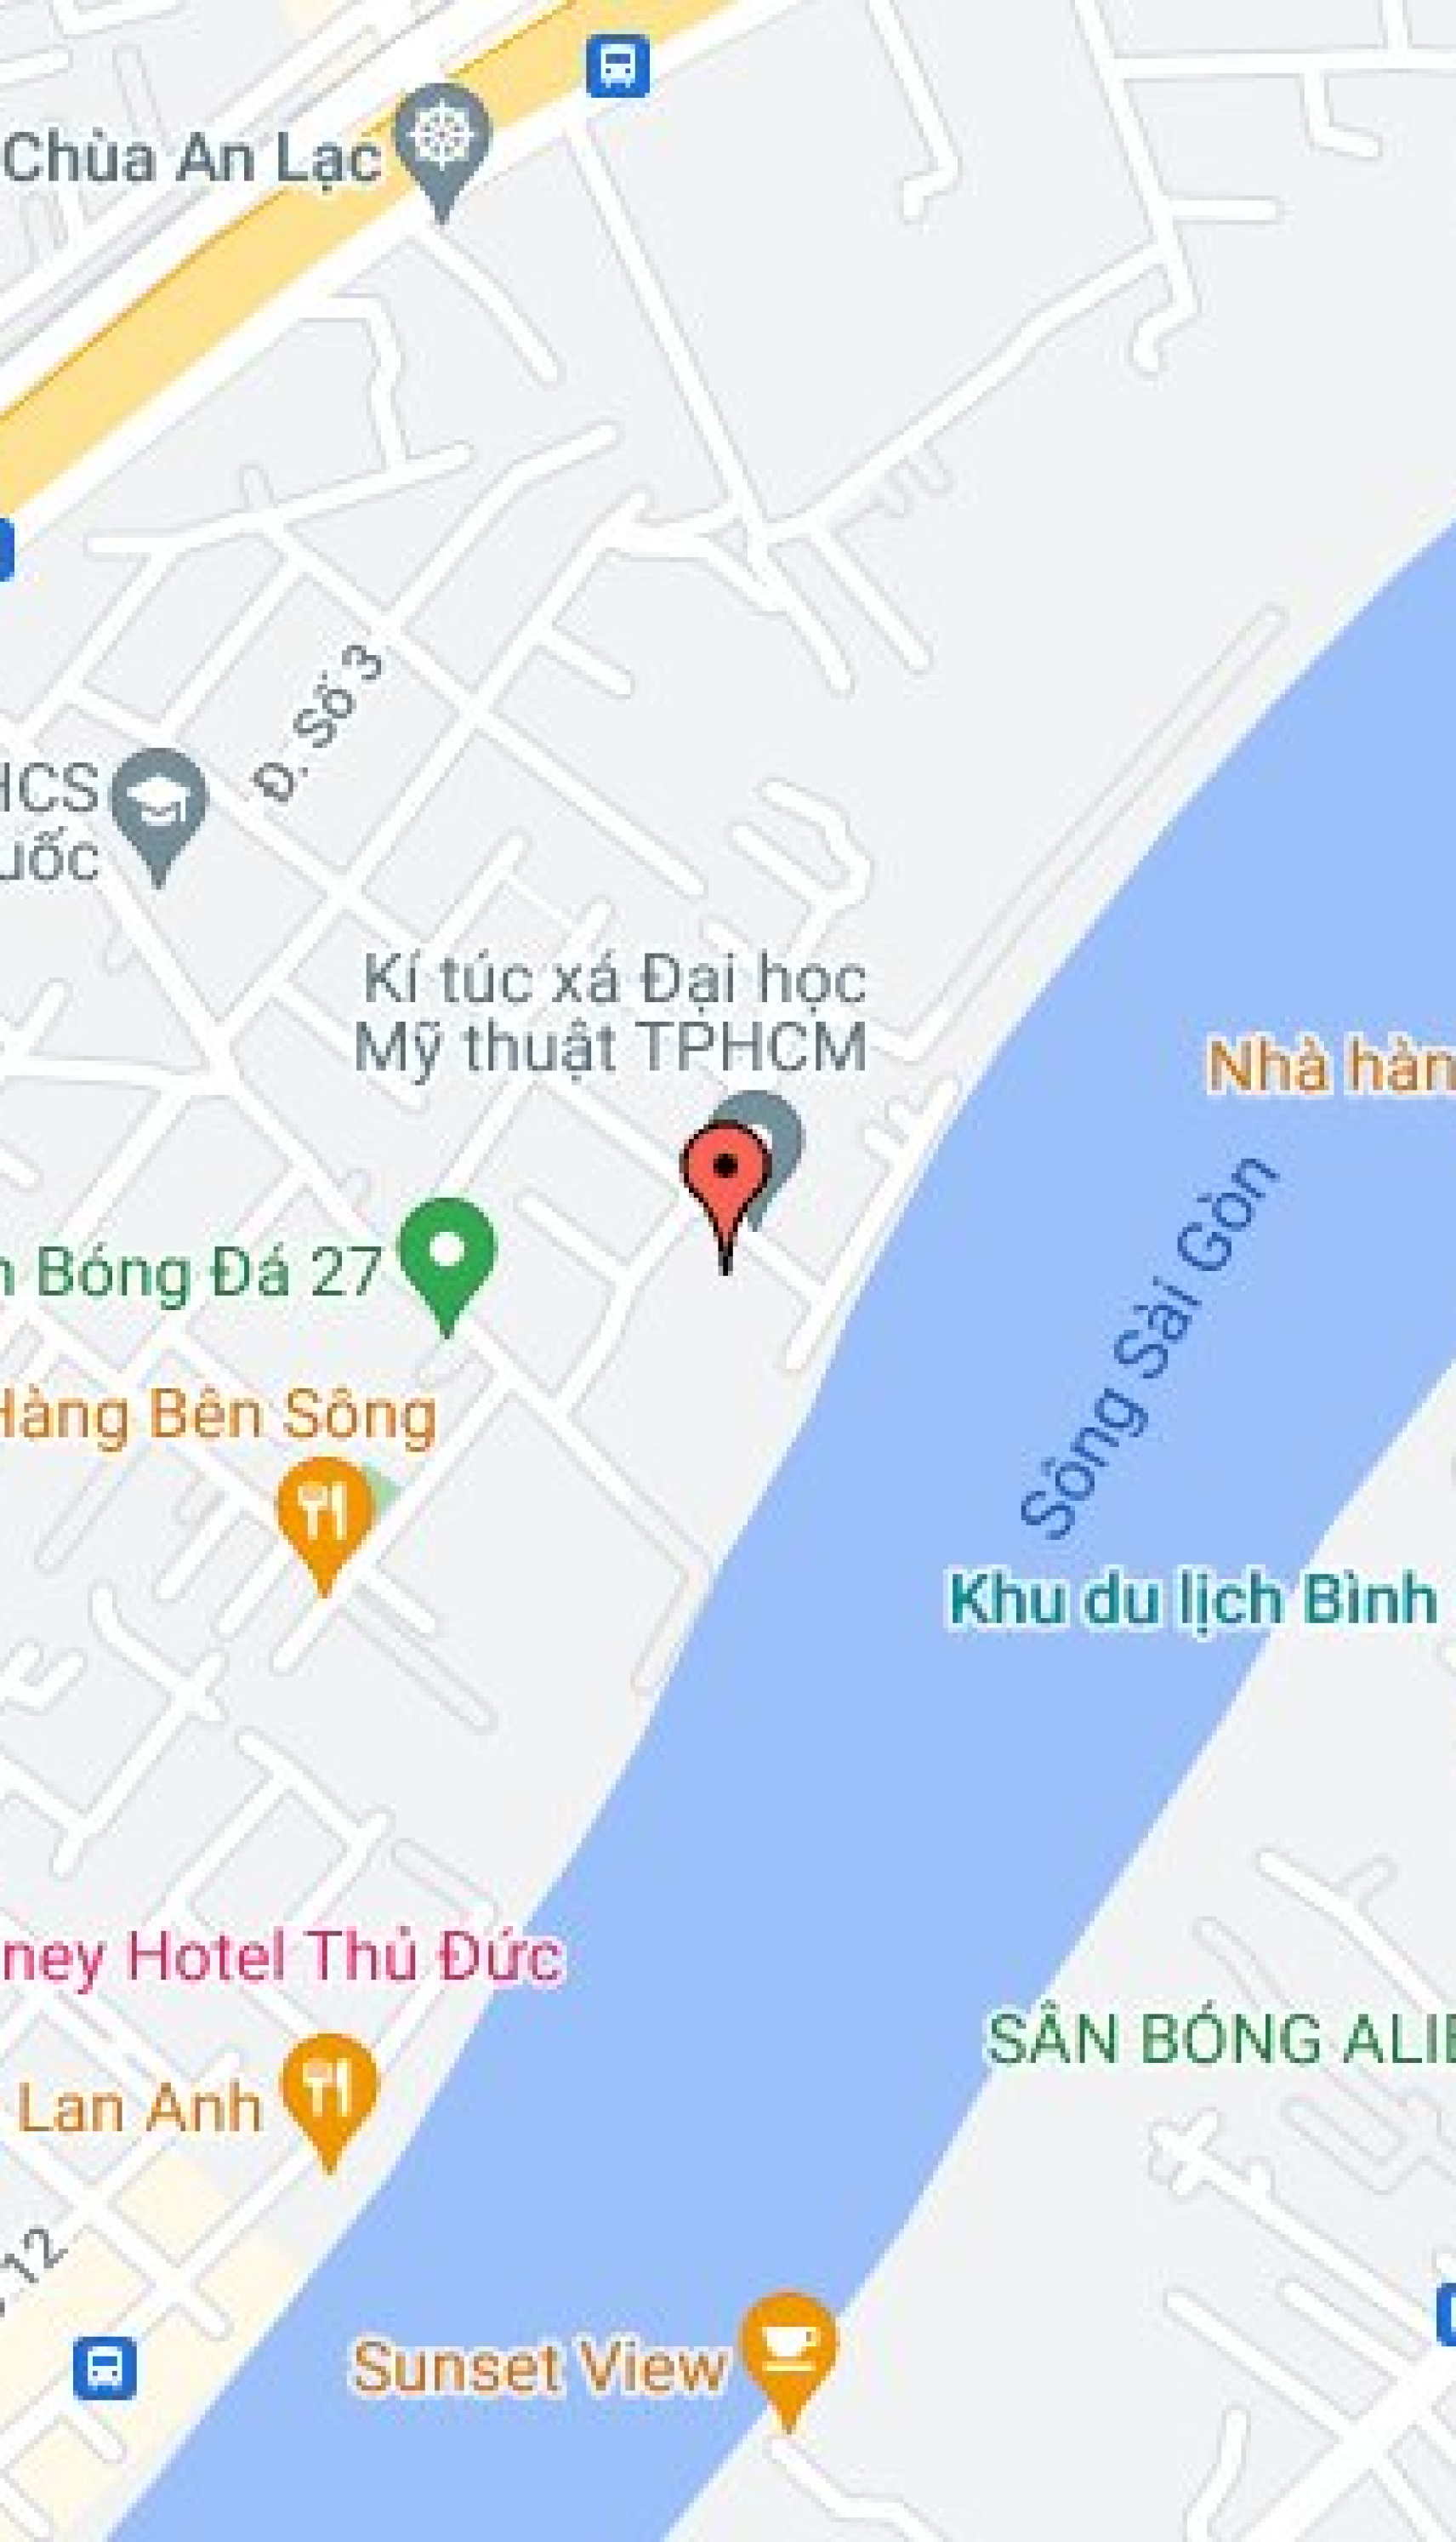 Chùa An Lạc
Đ. Số 3
HCS
uốc
Kí túc xá Đại học
Mỹ thuật TPHCM
Nhà hàn
Sông Sài Gòn
n Bóng Đá 27
Hàng Bên Sông
Khu du lịch Bình
ney Hotel Thủ Đức
SÂN BÓNG ALIB
Lan Anh
12
Sunset View